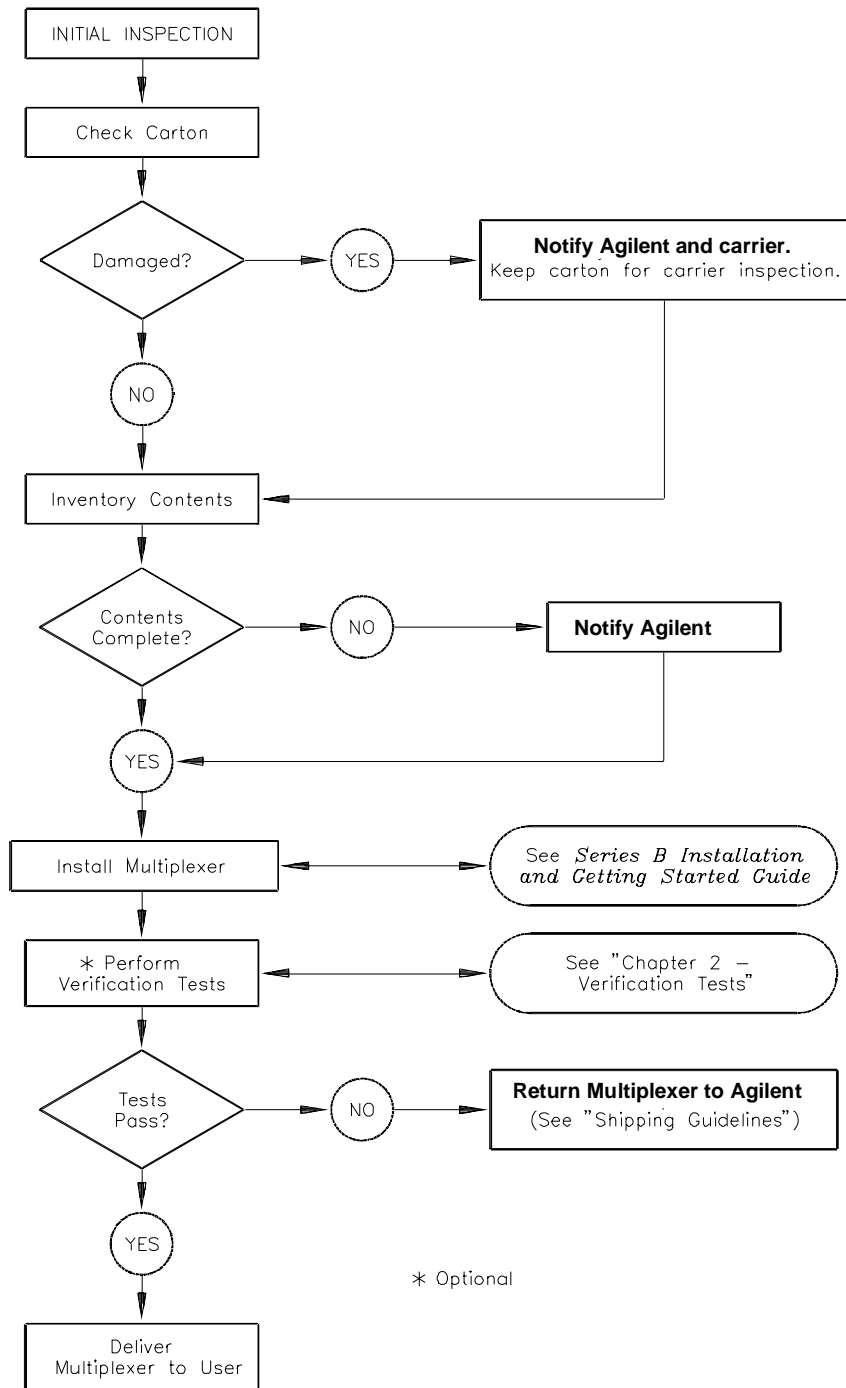 INITIAL INSPECTION
Check Carton
Damaged?
YES
Notify Agilent and carrier.
Keep carton for carrier inspection.
NO
Inventory Contents
Contents
Complete?
NO
Notify Agilent
YES
Install Multiplexer
See Series B Installation
and Getting Started Guide
* Perform
Verification Tests
See "Chapter 2 –
Verification Tests"
Tests
Pass?
NO
Return Multiplexer to Agilent
(See "Shipping Guidelines")
YES
* Optional
Deliver
Multiplexer to User